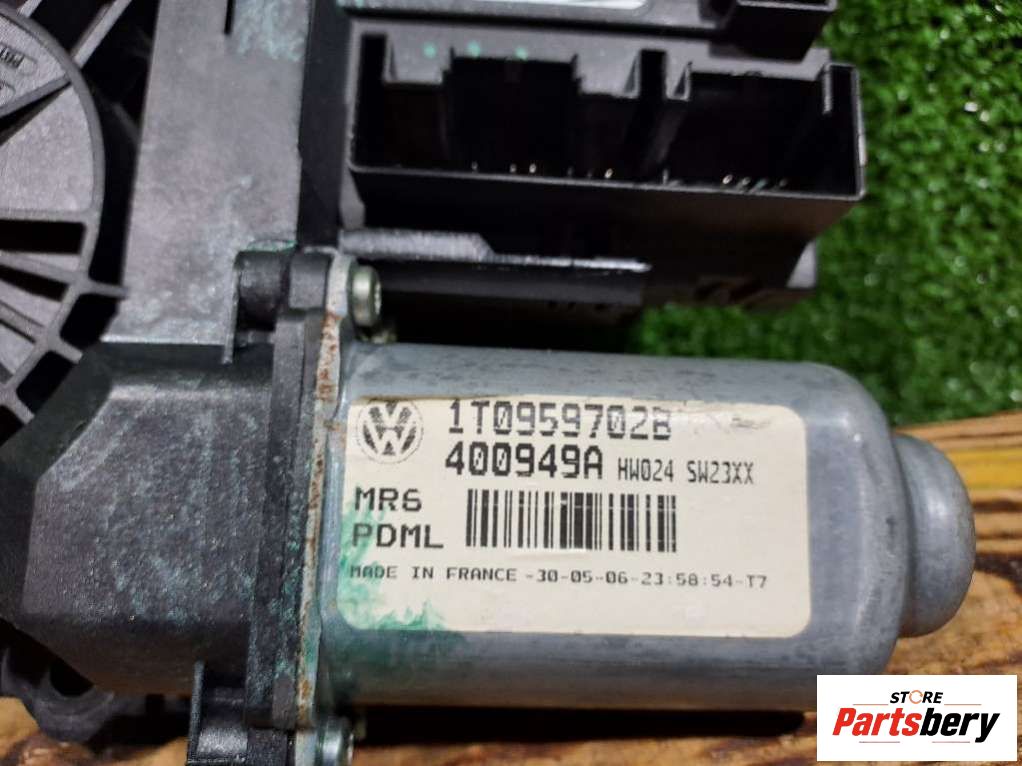 1T0959702B
400949A HW024 SW23XX
MR6
PDML
MADE IN FRANCE -30-05-06-23:58:54-T7
STORE
Partsbery